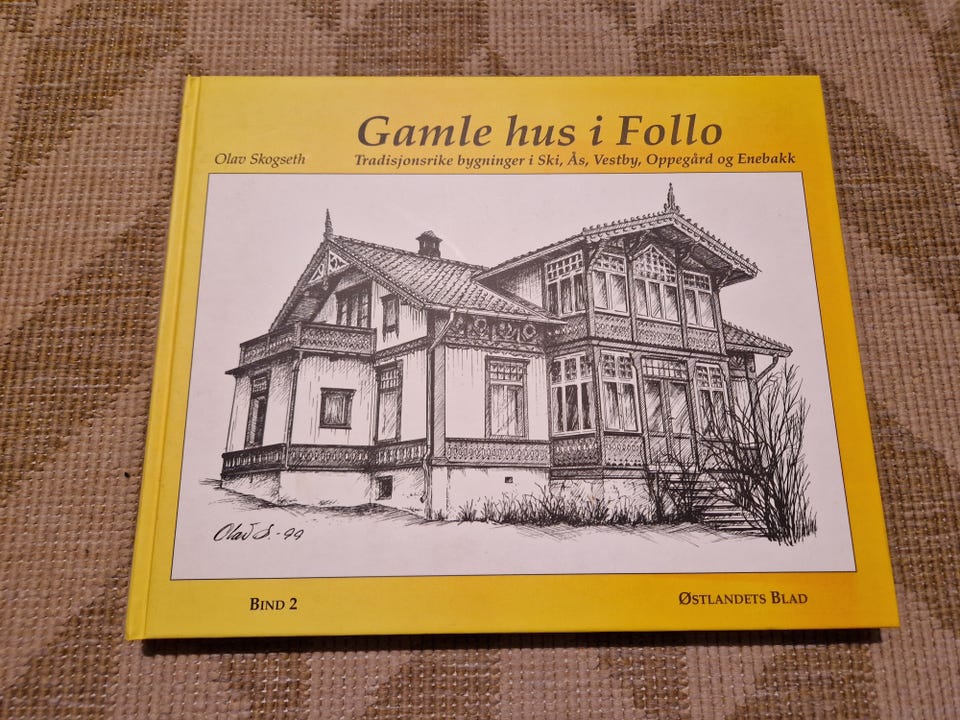 Gamle hus i Follo
Olav Skogseth
Tradisjonsrike bygninger i Ski, Ås, Vestby, Oppegård og Enebakk
Olav S. - 99
BIND 2
ØSTLANDETS BLAD